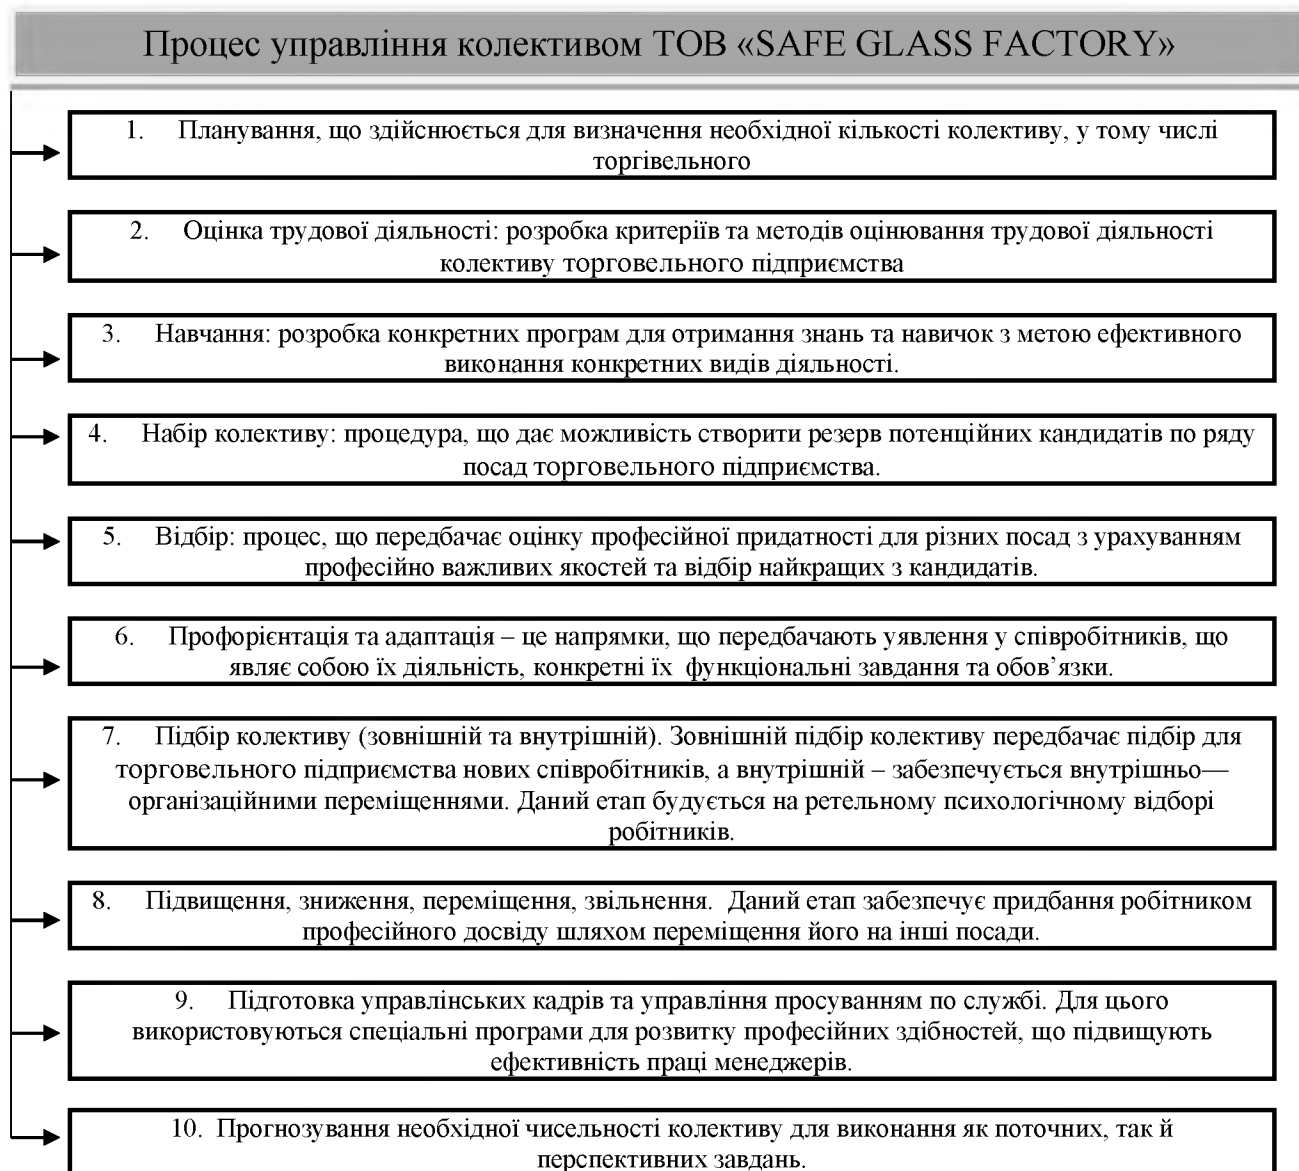 Процес управління колективом ТОВ «SAFE GLASS FACTORY»
1. Планування, що здійснюється для визначення необхідної кількості колективу, у тому числі
торгівельного
2. Оцінка трудової діяльності: розробка критеріїв та методів оцінювання трудової діяльності
колективу торговельного підприємства
3. Навчання: розробка конкретних програм для отримання знань та навичок з метою ефективного
виконання конкретних видів діяльності.
4. Набір колективу: процедура, що дає можливість створити резерв потенційних кандидатів по ряду
посад торговельного підприємства.
5. Відбір: процес, що передбачає оцінку професійної придатності для різних посад з урахуванням
професійно важливих якостей та відбір найкращих з кандидатів.
6. Профорієнтація та адаптація – це напрямки, що передбачають уявлення у співробітників, що
являє собою їх діяльність, конкретні їх функціональні завдання та обов’язки.
7. Підбір колективу (зовнішній та внутрішній). Зовнішній підбір колективу передбачає підбір для
торговельного підприємства нових співробітників, а внутрішній – забезпечується внутрішньо—
організаційними переміщеннями. Даний етап будується на ретельному психологічному відборі
робітників.
8. Підвищення, зниження, переміщення, звільнення. Даний етап забезпечує придбання робітником
професійного досвіду шляхом переміщення його на інші посади.
9. Підготовка управлінських кадрів та управління просуванням по службі. Для цього
використовуються спеціальні програми для розвитку професійних здібностей, що підвищують
ефективність праці менеджерів.
10. Прогнозування необхідної чисельності колективу для виконання як поточних, так й
перспективних завдань.